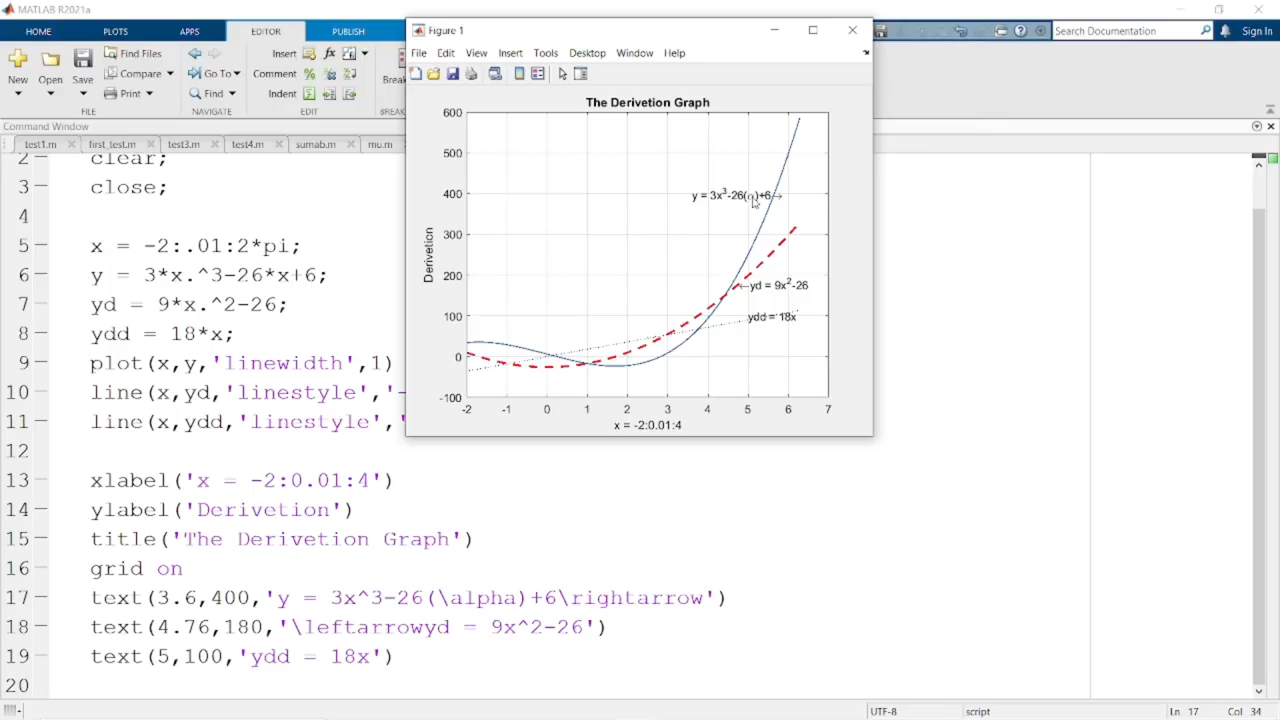 MATLAB R2021a
HOME PLOTS APPS EDITOR PUBLISH
Search Documentation
Sign In
New Open Save
Find Files
Compare
Print
FILE
Go To
Find
NAVIGATE
Insert
Comment
Indent
EDIT
Command Window
test1.m first_test.m test3.m test4 sumab.m mu.m
2 clear;
3 close;
4
5 x = -2:.01:2*pi;
6 y = 3*x.^3-26*x+6;
7 yd = 9*x.^2-26;
8 ydd = 18*x;
9 plot(x,y,'linewidth',1)
10 line(x,yd,'linestyle','-
11 line(x,ydd,'linestyle','
12
13 xlabel('x = -2:0.01:4')
14 ylabel('Derivetion')
15 title('The Derivetion Graph')
16 grid on
17 text(3.6,400,'y = 3x^3-26(\alpha)+6\rightarrow')
18 text(4.76,180,'\leftarrowyd = 9x^2-26')
19 text(5,100,'ydd = 18x')
20
Figure 1
File Edit View Insert Tools Desktop Window Help
The Derivetion Graph
600
500
400
300
200
100
0
-100
Derivetion
y = 3x³-26(α)+6→
←yd = 9x²-26
ydd = 18x
-2 -1 0 1 2 3 4 5 6 7
x = -2:0.01:4
UTF-8 script Ln 17 Col 34